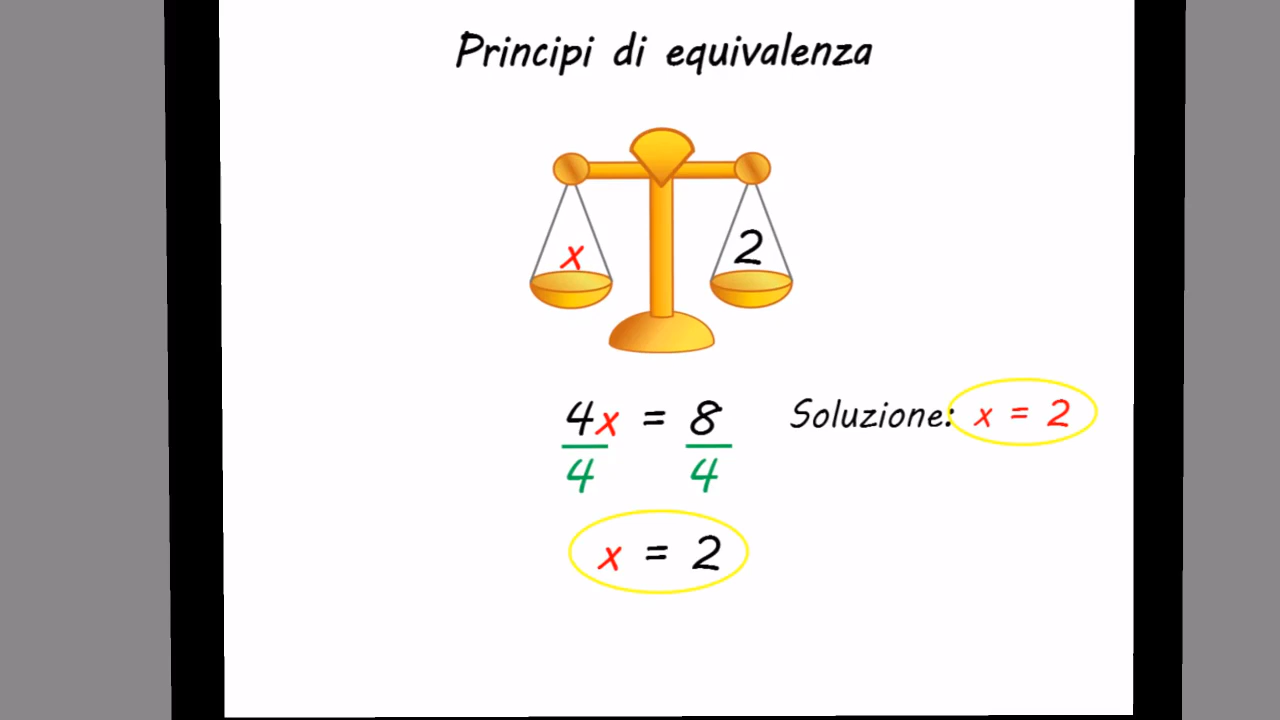 Principi di equivalenza
x 2
4x = 8 Soluzione: x = 2
4 4
x = 2